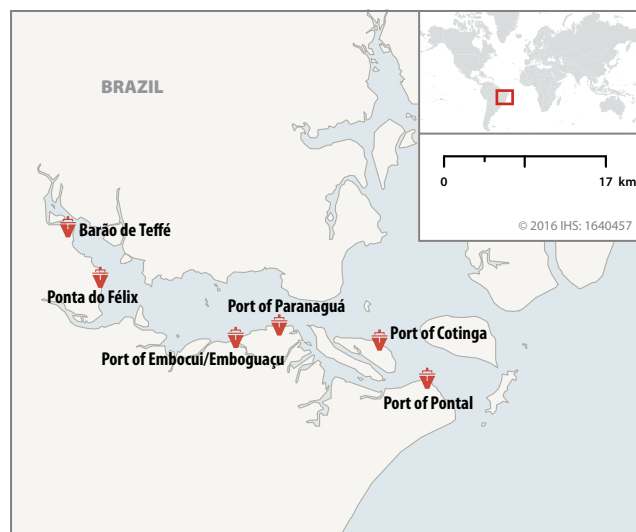 BRAZIL
0 17 km
© 2016 IHS: 1640457
Barão de Teffé
Ponta do Félix
Port of Paranaguá
Port of Cotinga
Port of Embocuí/Emboguaçu
Port of Pontal